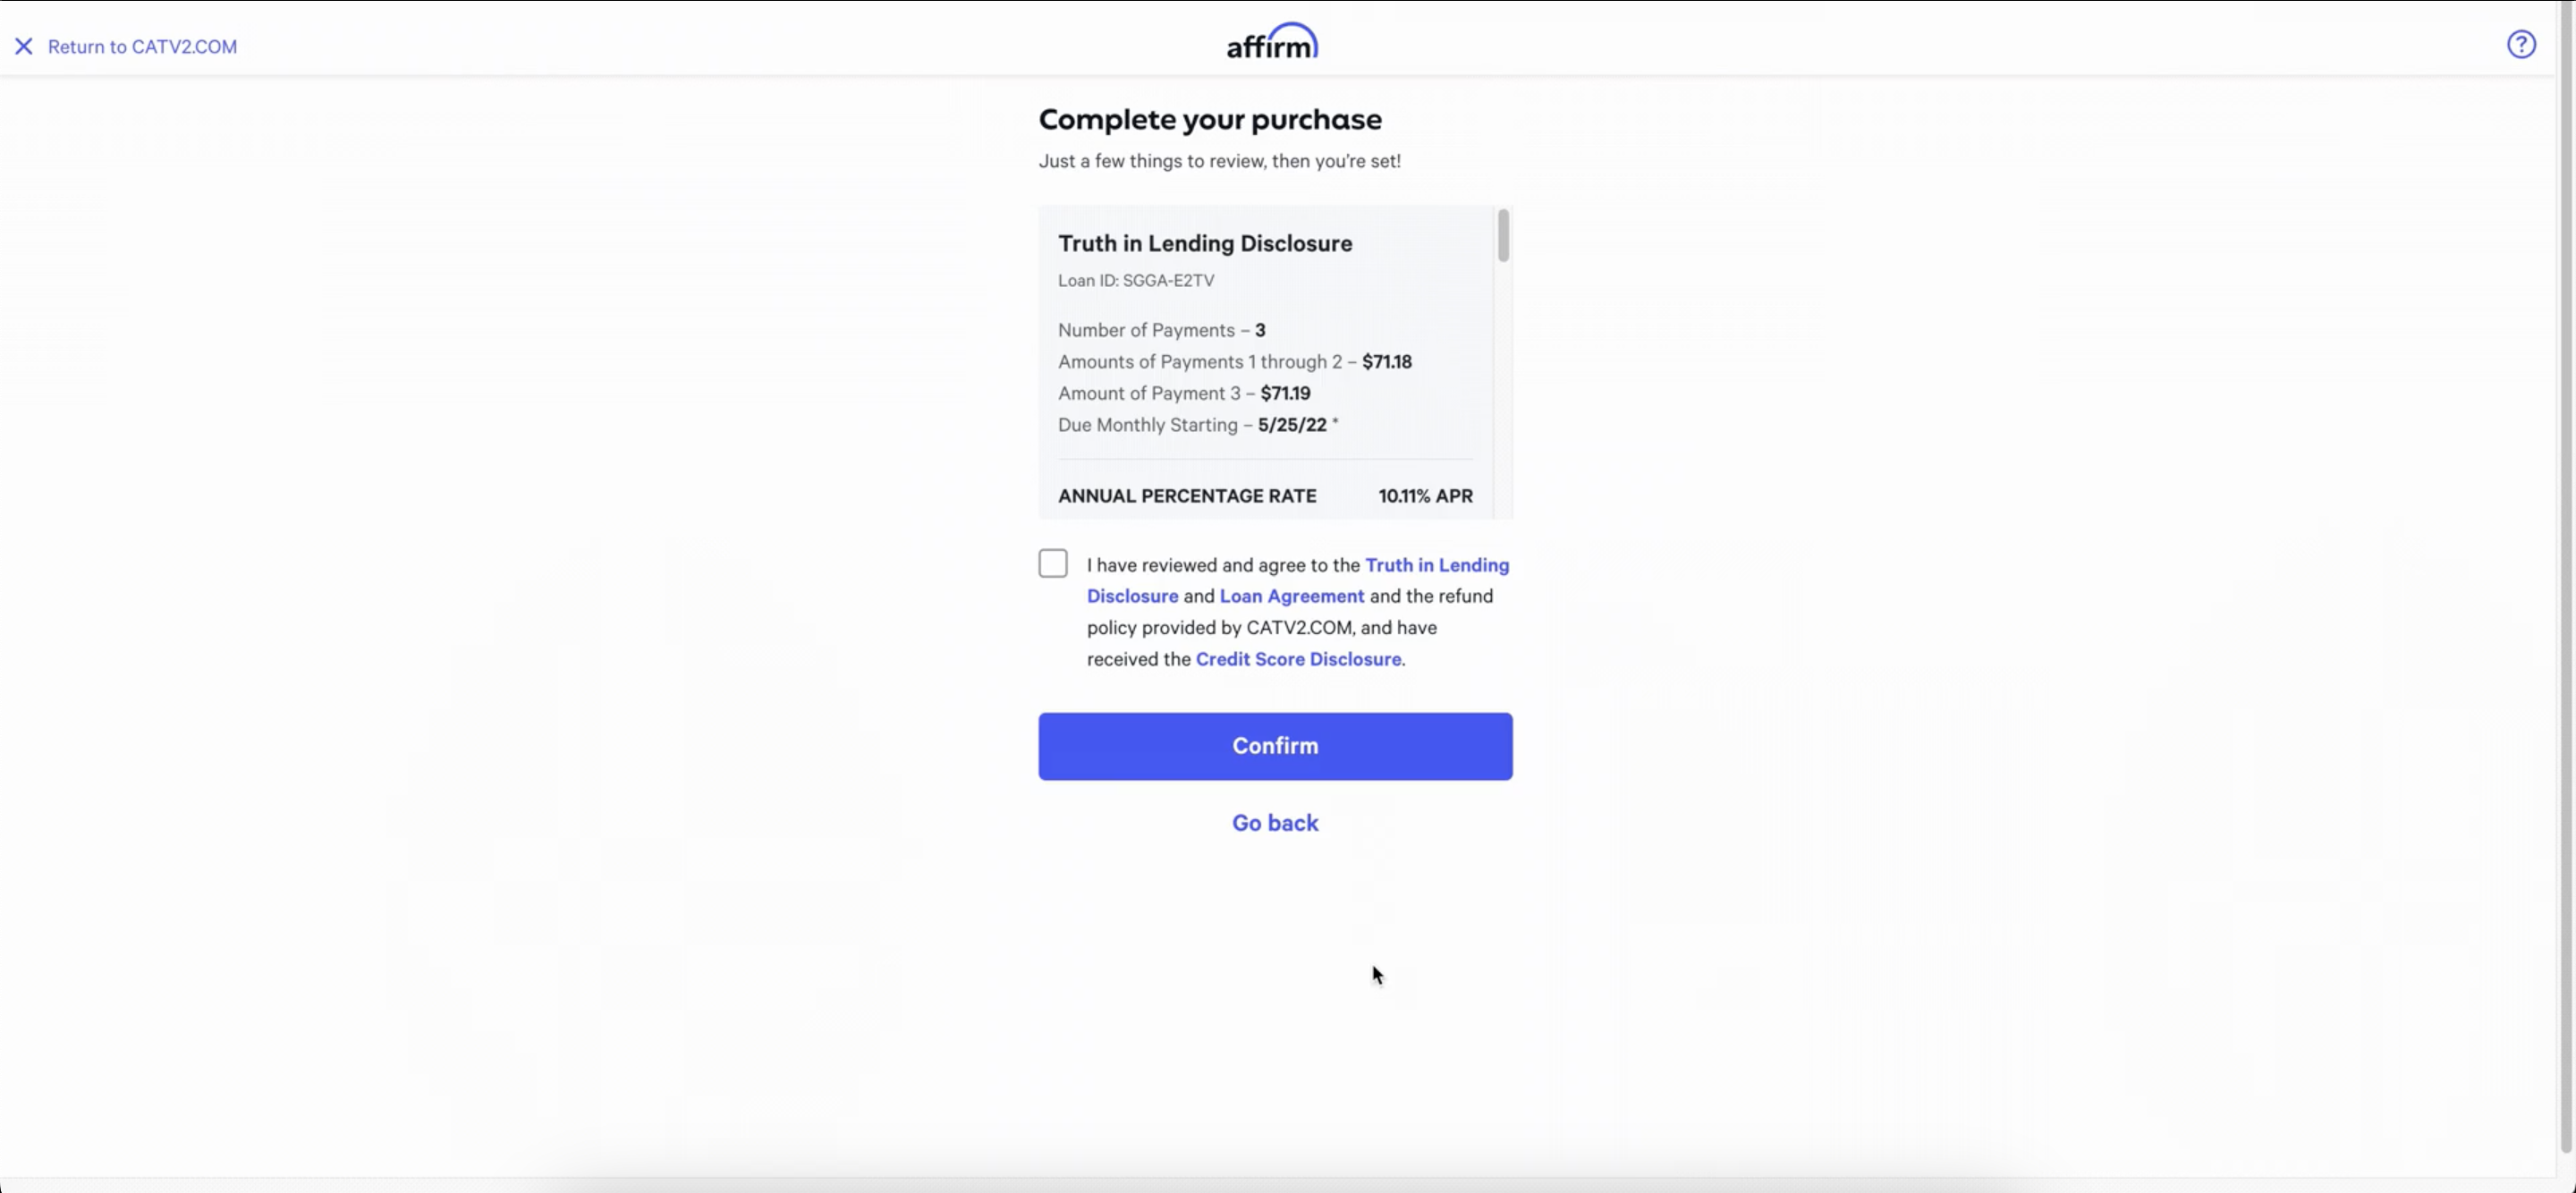 Return to CATV2.COM
affirm
?
Complete your purchase
Just a few things to review, then you're set!
Truth in Lending Disclosure
Loan ID: SGGA-E2TV
Number of Payments – 3
Amounts of Payments 1 through 2 – $71.18
Amount of Payment 3 – $71.19
Due Monthly Starting – 5/25/22 *
ANNUAL PERCENTAGE RATE 10.11% APR
I have reviewed and agree to the Truth in Lending
Disclosure and Loan Agreement and the refund
policy provided by CATV2.COM, and have
received the Credit Score Disclosure.
Confirm
Go back